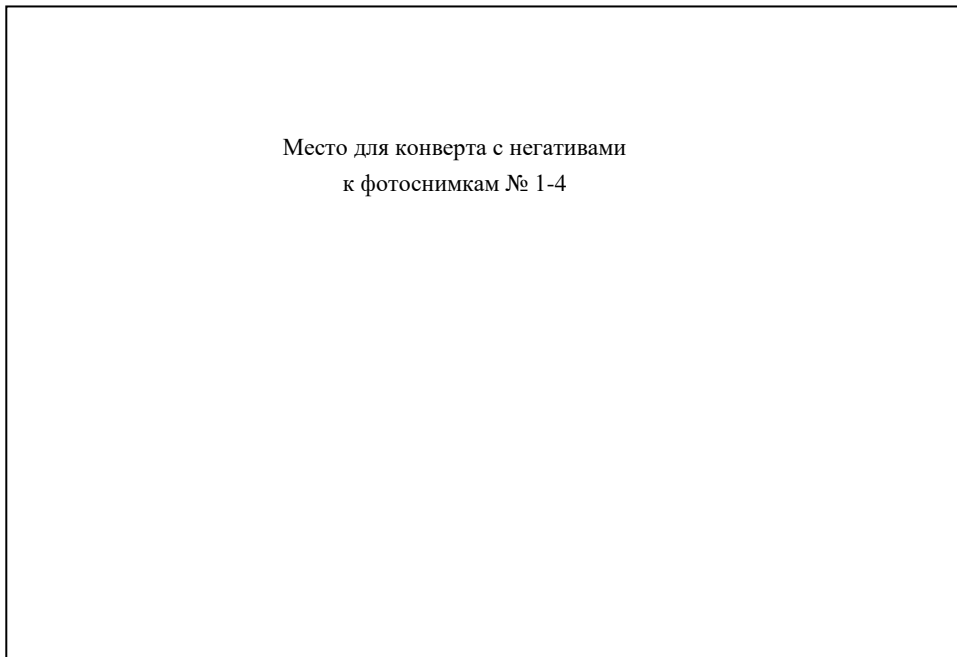 Место для конверта с негативами
к фотоснимкам № 1-4